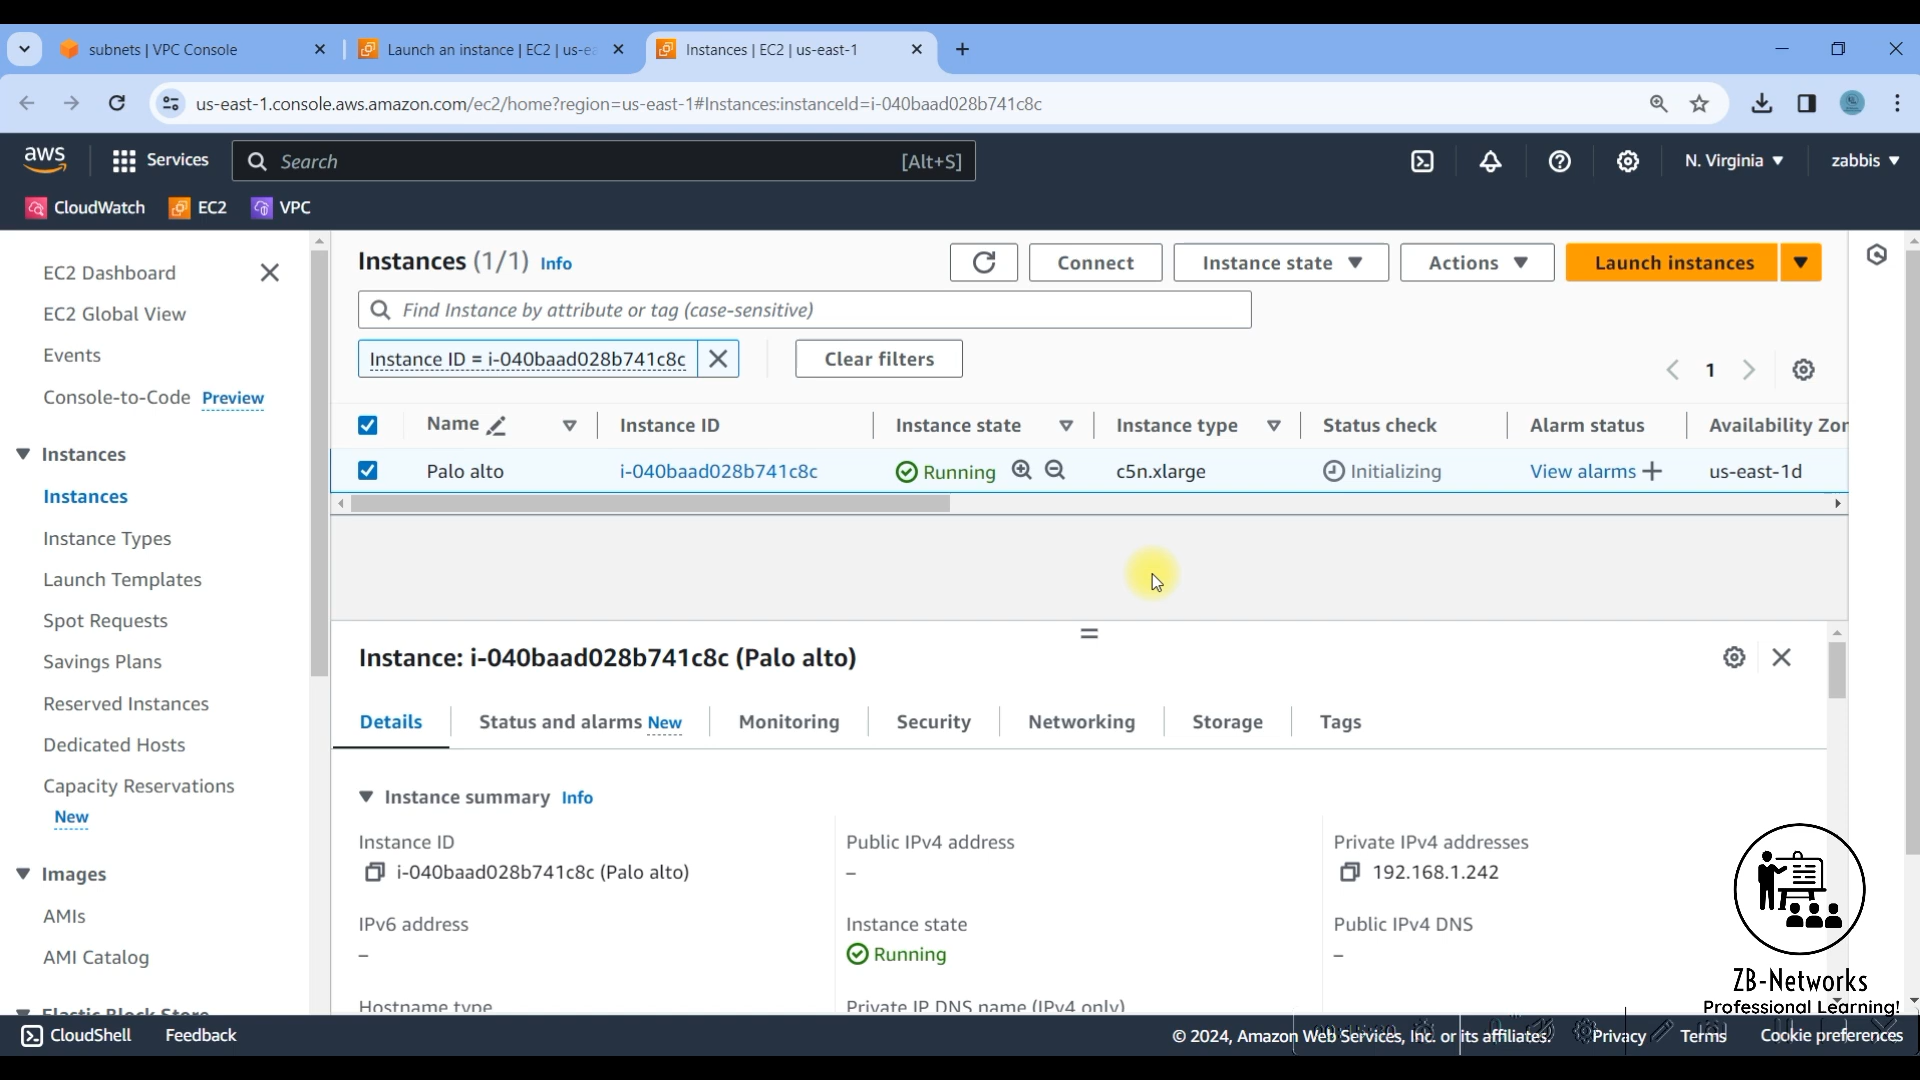 subnets | VPC Console
Launch an instance | EC2 | us-ea
Instances | EC2 | us-east-1
us-east-1.console.aws.amazon.com/ec2/home?region=us-east-1#Instances:instanceId=i-040baad028b741c8c
aws
Services
Search
[Alt+S]
N. Virginia
zabbis
CloudWatch
EC2
VPC
EC2 Dashboard
EC2 Global View
Events
Console-to-Code Preview
Instances
Instances
Instance Types
Launch Templates
Spot Requests
Savings Plans
Reserved Instances
Dedicated Hosts
Capacity Reservations
New
Images
AMIs
AMI Catalog
Elastic Block Store
Instances (1/1) Info
Connect
Instance state
Actions
Launch instances
Find Instance by attribute or tag (case-sensitive)
Instance ID = i-040baad028b741c8c
Clear filters
1
Name Instance ID Instance state Instance type Status check Alarm status Availability Zon
Palo alto i-040baad028b741c8c Running c5n.xlarge Initializing View alarms us-east-1d
Instance: i-040baad028b741c8c (Palo alto)
Details Status and alarms New Monitoring Security Networking Storage Tags
Instance summary Info
Instance ID
i-040baad028b741c8c (Palo alto)
Public IPv4 address
–
Private IPv4 addresses
192.168.1.242
IPv6 address
–
Instance state
Running
Public IPv4 DNS
–
Hostname type
Private IP DNS name (IPv4 only)
ZB-Networks
Professional Learning!
CloudShell
Feedback
© 2024, Amazon Web Services, Inc. or its affiliates.
Privacy
Terms
Cookie preferences